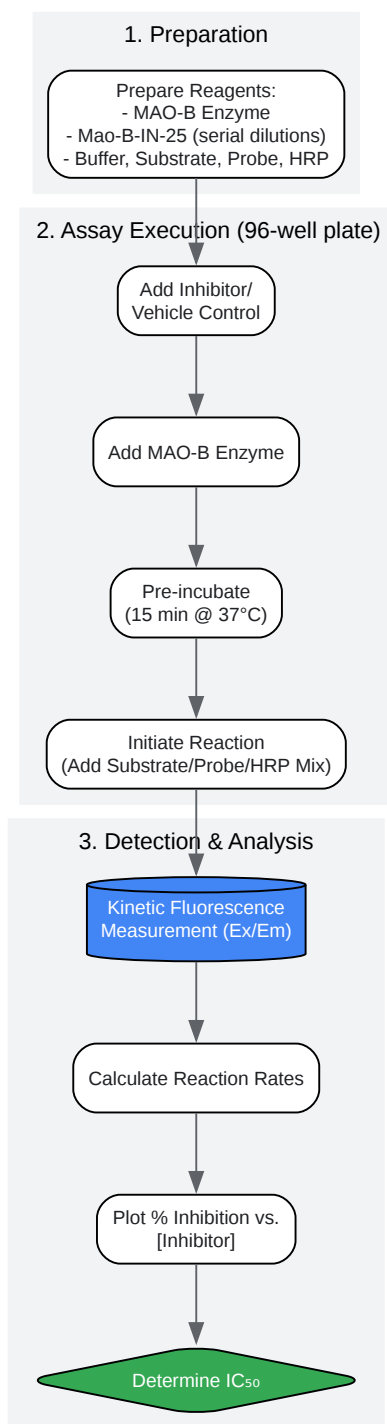 1. Preparation
Prepare Reagents:
- MAO-B Enzyme
- Mao-B-IN-25 (serial dilutions)
- Buffer, Substrate, Probe, HRP
2. Assay Execution (96-well plate)
Add Inhibitor/
Vehicle Control
Add MAO-B Enzyme
Pre-incubate
(15 min @ 37°C)
Initiate Reaction
(Add Substrate/Probe/HRP Mix)
3. Detection & Analysis
Kinetic Fluorescence
Measurement (Ex/Em)
Calculate Reaction Rates
Plot % Inhibition vs.
[Inhibitor]
Determine IC₅₀